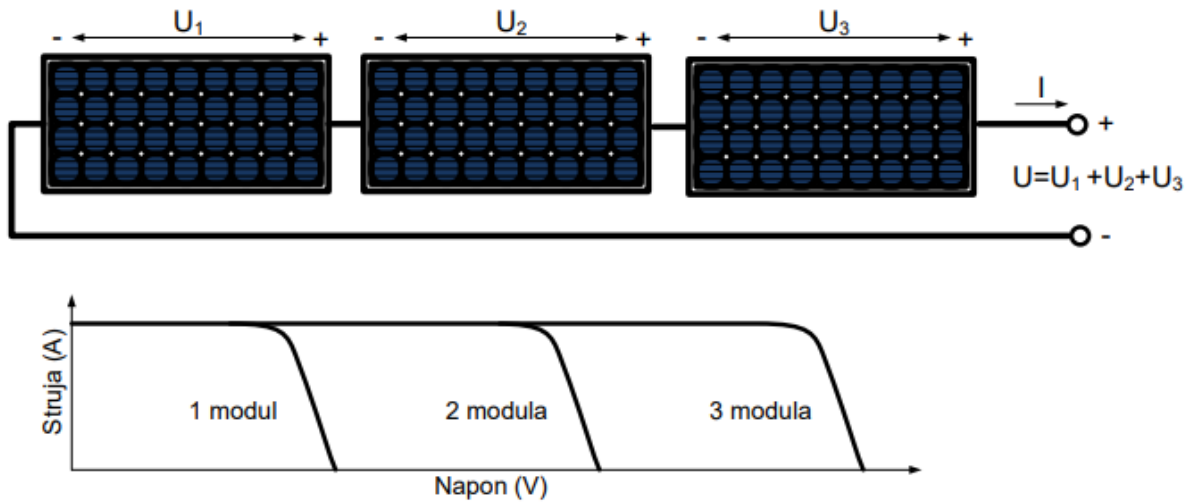 - U₁ +
- U₂ +
- U₃ +
I
+
U=U₁ +U₂+U₃
-
Struja (A)
1 modul
2 modula
3 modula
Napon (V)